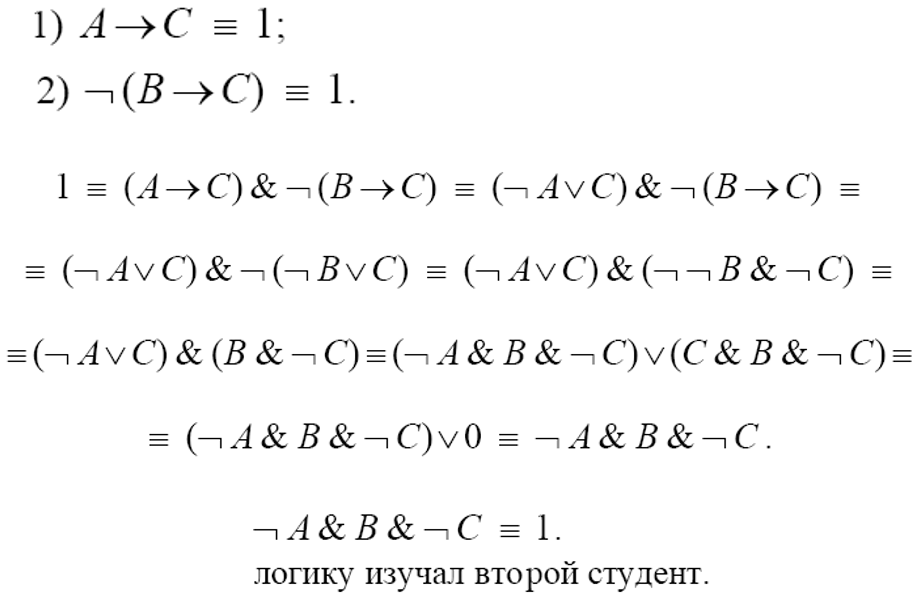 1) A→C ≡ 1;
2) ¬(B→C) ≡ 1.
1 ≡ (A→C) & ¬(B→C) ≡ (¬A∨C) & ¬(B→C) ≡
≡ (¬A∨C) & ¬(¬B∨C) ≡ (¬A∨C) & (¬¬B & ¬C) ≡
≡(¬A∨C) & (B & ¬C)≡(¬A & B & ¬C)∨(C & B & ¬C)≡
≡ (¬A & B & ¬C)∨0 ≡ ¬A & B & ¬C.
¬A & B & ¬C ≡ 1.
логику изучал второй студент.